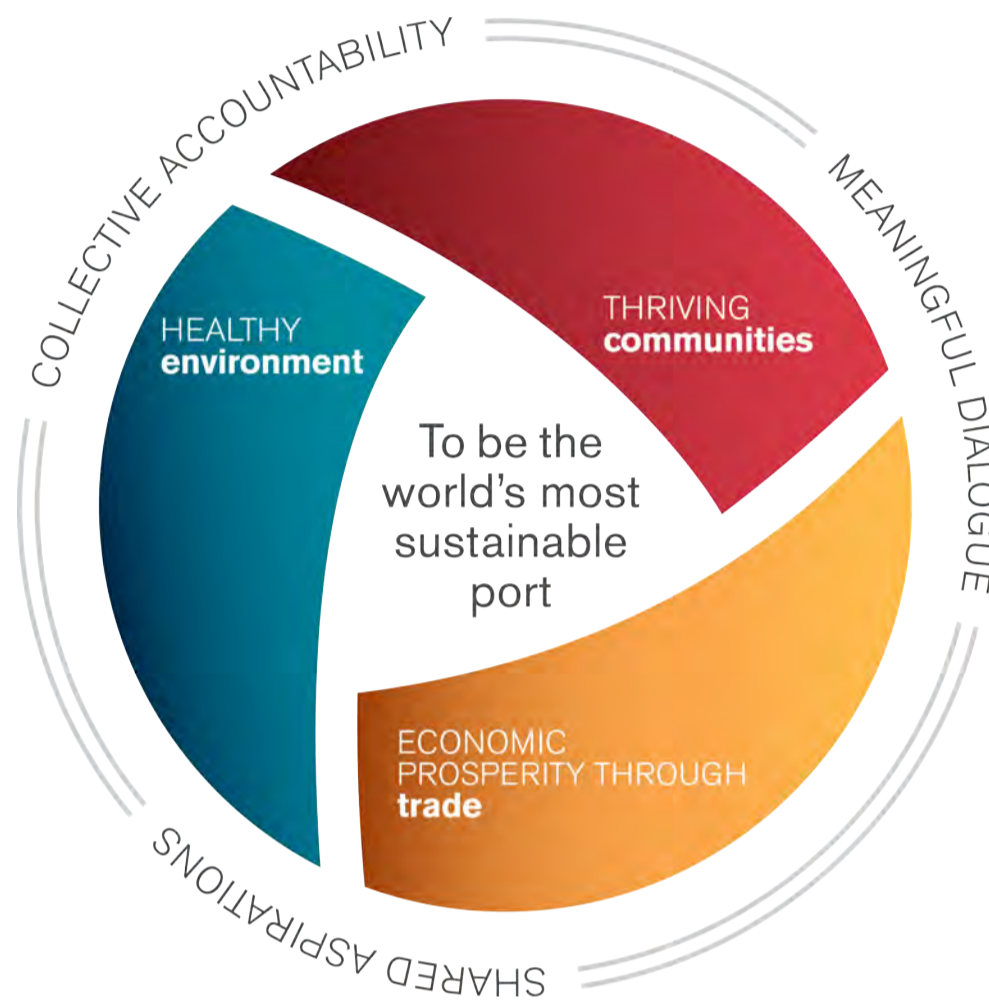 COLLECTIVE ACCOUNTABILITY
MEANINGFUL DIALOGUE
THRIVING
communities
HEALTHY
environment
To be the
world's most
sustainable
port
ECONOMIC
PROSPERITY THROUGH
trade
SHARED ASPIRATIONS